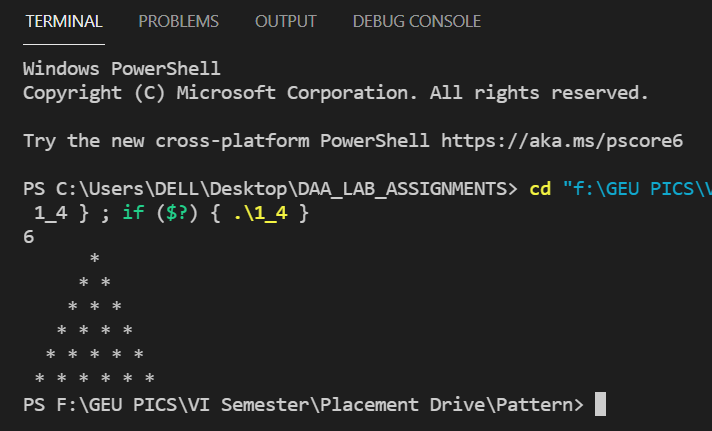 TERMINAL PROBLEMS OUTPUT DEBUG CONSOLE
Windows PowerShell
Copyright (C) Microsoft Corporation. All rights reserved.
Try the new cross-platform PowerShell https://aka.ms/pscore6
PS C:\Users\DELL\Desktop\DAA_LAB_ASSIGNMENTS> cd "f:\GEU PICS\V
 1_4 } ; if ($?) { .\1_4 }
6
      *
     * *
    * * *
   * * * *
  * * * * *
 * * * * * *
PS F:\GEU PICS\VI Semester\Placement Drive\Pattern>